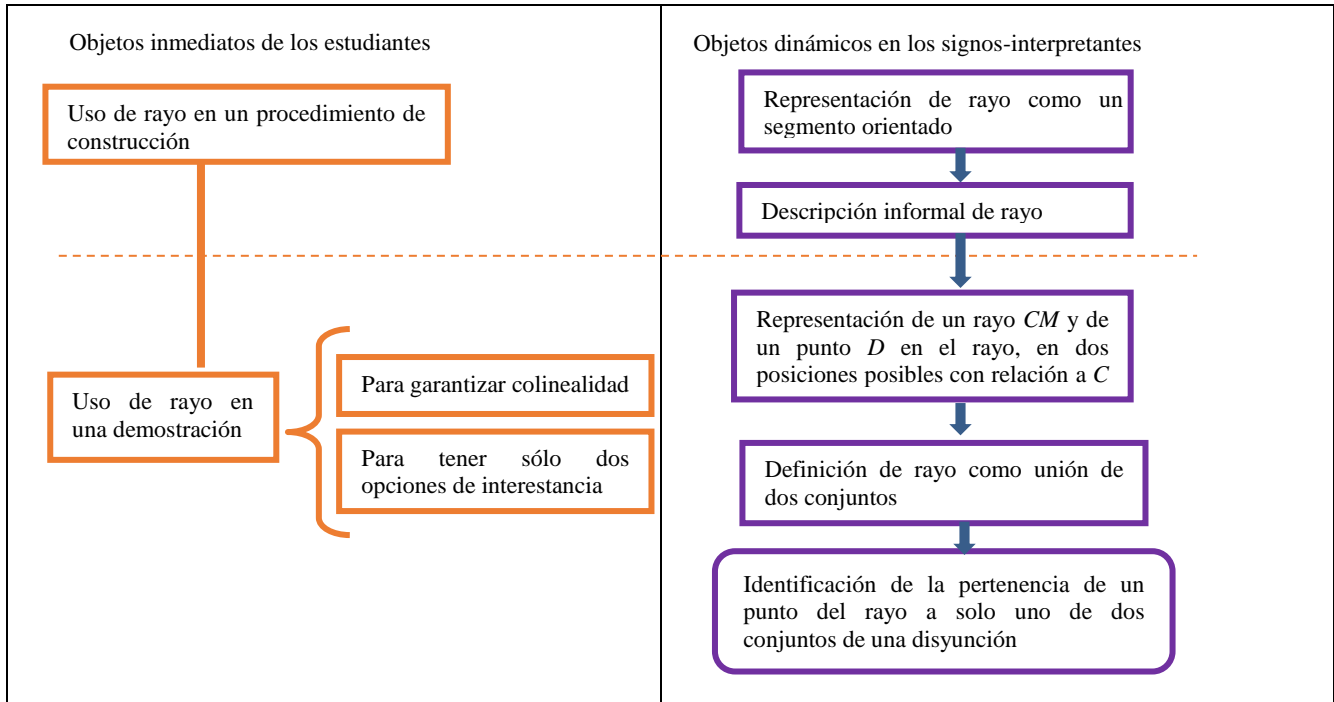 Objetos inmediatos de los estudiantes
Uso de rayo en un procedimiento de
construcción
Uso de rayo en
una demostración
Para garantizar colinealidad
Para tener sólo dos
opciones de interestancia
Objetos dinámicos en los signos-interpretantes
Representación de rayo como un
segmento orientado
Descripción informal de rayo
Representación de un rayo CM y de
un punto D en el rayo, en dos
posiciones posibles con relación a C
Definición de rayo como unión de
dos conjuntos
Identificación de la pertenencia de un
punto del rayo a solo uno de dos
conjuntos de una disyunción